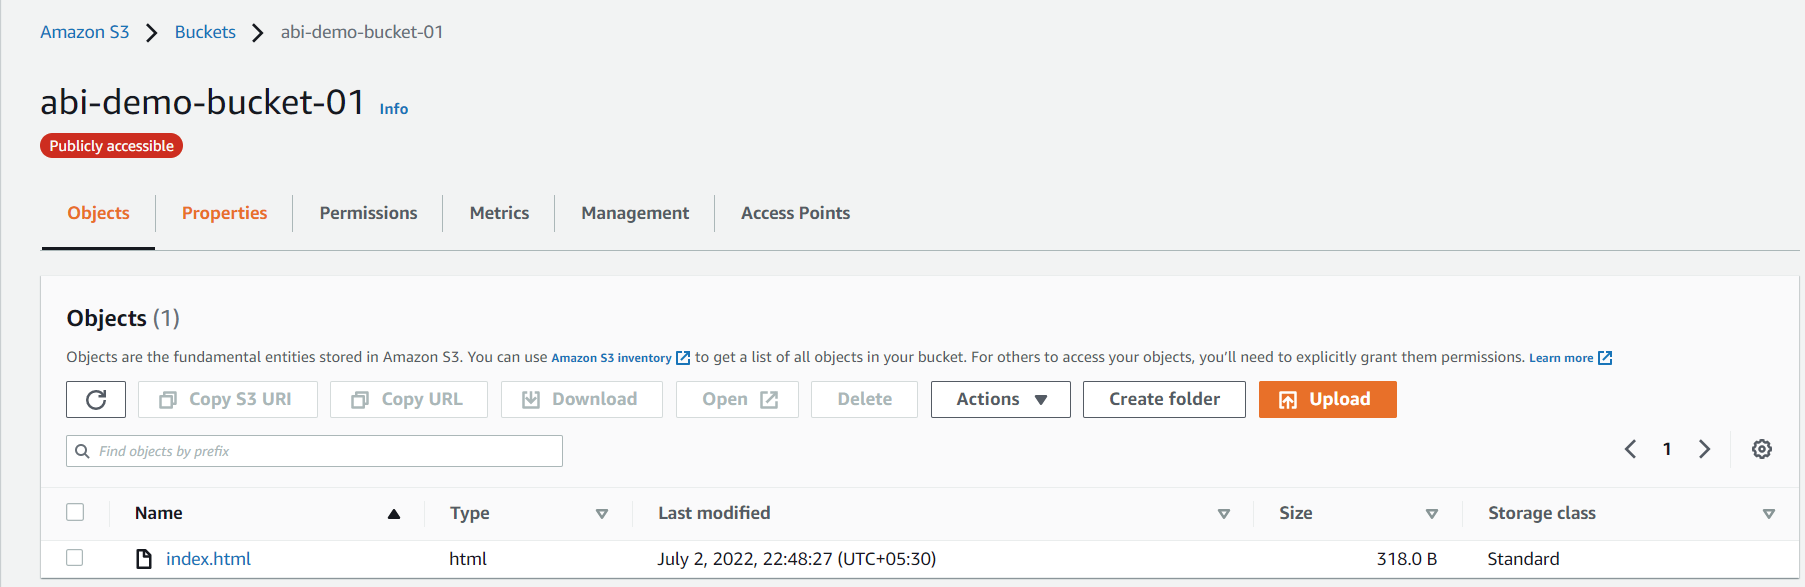 Amazon S3 Buckets abi-demo-bucket-01
abi-demo-bucket-01 Info
Publicly accessible
Objects Properties Permissions Metrics Management Access Points
Objects (1)
Objects are the fundamental entities stored in Amazon S3. You can use Amazon S3 inventory to get a list of all objects in your bucket. For others to access your objects, you’ll need to explicitly grant them permissions. Learn more
Copy S3 URI Copy URL Download Open Delete Actions Create folder Upload
Find objects by prefix 1
Name Type Last modified Size Storage class
index.html html July 2, 2022, 22:48:27 (UTC+05:30) 318.0 B Standard